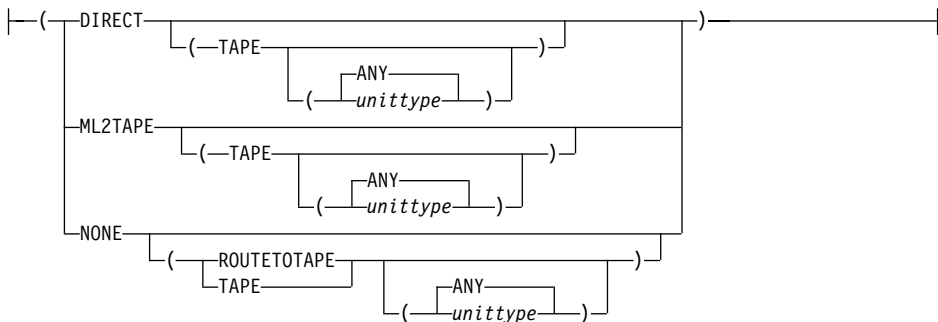 ( DIRECT )
( TAPE )
ANY
( unittype )
ML2TAPE
( TAPE )
ANY
( unittype )
NONE
( ROUTETOTAPE )
TAPE ANY
( unittype )